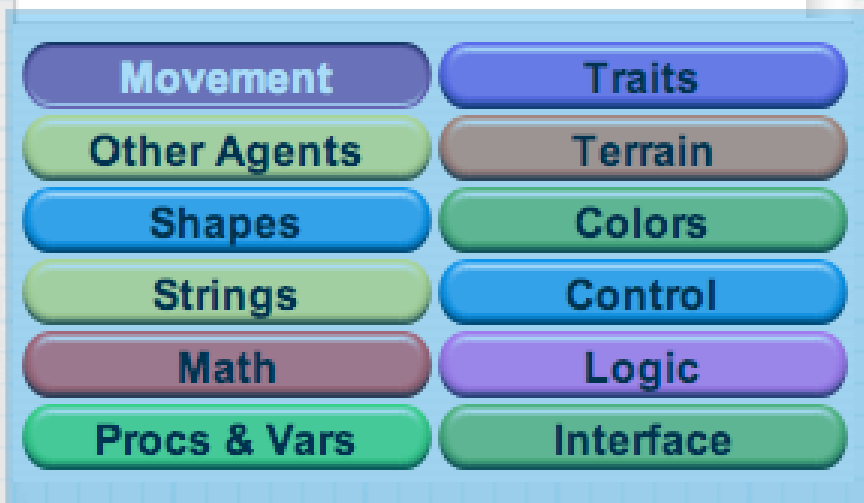 Movement Traits
Other Agents Terrain
Shapes Colors
Strings Control
Math Logic
Procs & Vars Interface